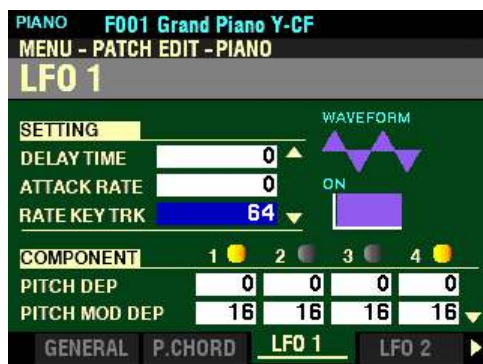 PIANO F001 Grand Piano Y-CF
MENU - PATCH EDIT - PIANO
LFO 1
WAVEFORM
SETTING
DELAY TIME 0
ATTACK RATE 0
ON
RATE KEY TRK 64
COMPONENT 1 2 3 4
PITCH DEP 0 0 0 0
PITCH MOD DEP 16 16 16 16
GENERAL P.CHORD LFO 1 LFO 2